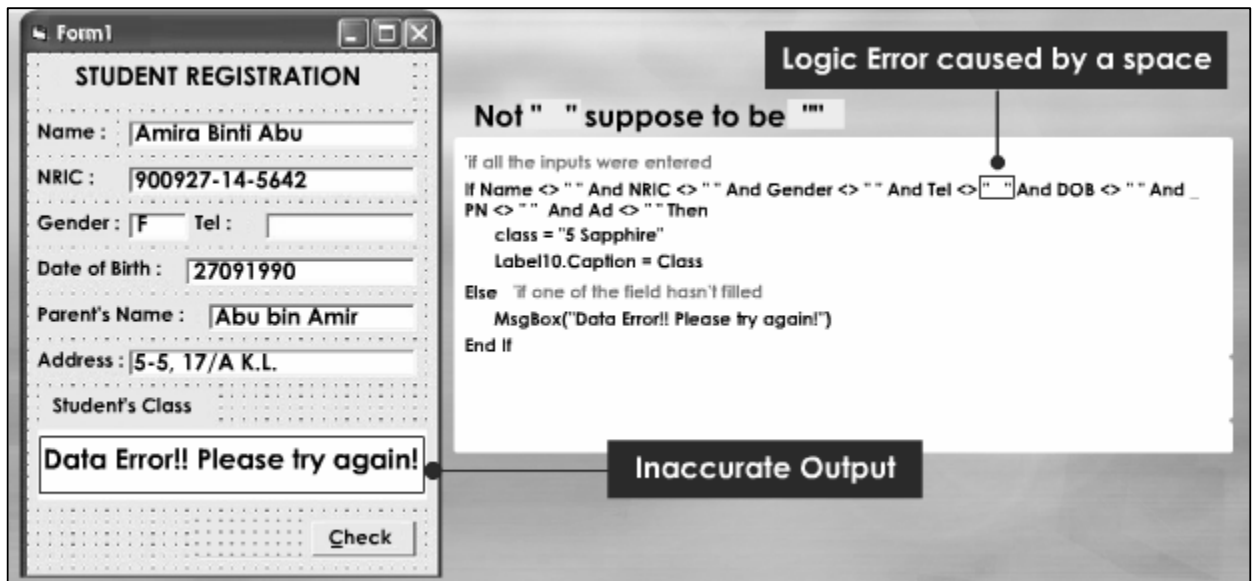 Form1
STUDENT REGISTRATION
Name : Amira Binti Abu
NRIC : 900927-14-5642
Gender : F Tel :
Date of Birth : 27091990
Parent's Name : Abu bin Amir
Address : 5-5, 17/A K.L.
Student's Class
Data Error!! Please try again!
Check
Logic Error caused by a space
Not " " suppose to be ""
'if all the inputs were entered
If Name <> " " And NRIC <> " " And Gender <> " " And Tel <> " " And DOB <> " " And _
PN <> " " And Ad <> " " Then
class = "5 Sapphire"
Label10.Caption = Class
Else 'if one of the field hasn't filled
MsgBox("Data Error!! Please try again!")
End If
Inaccurate Output